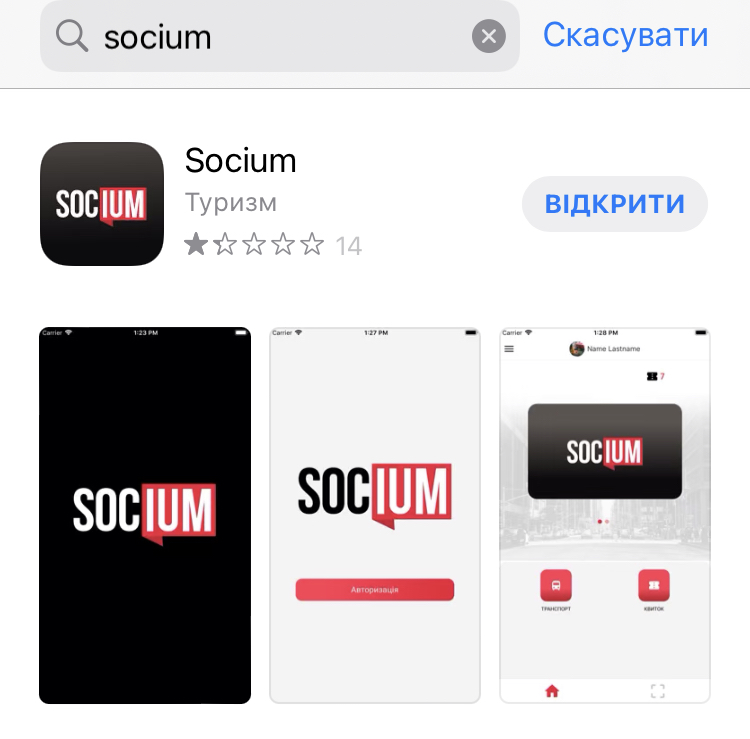 socium
Скасувати
SOCIUM
Socium
Туризм
14
ВІДКРИТИ
Carrier 1:23 PM
SOCIUM
Carrier 1:27 PM
SOCIUM
Авторизація
Carrier 1:28 PM
Name Lastname
7
SOCIUM
ТРАНСПОРТ
КВИТОК